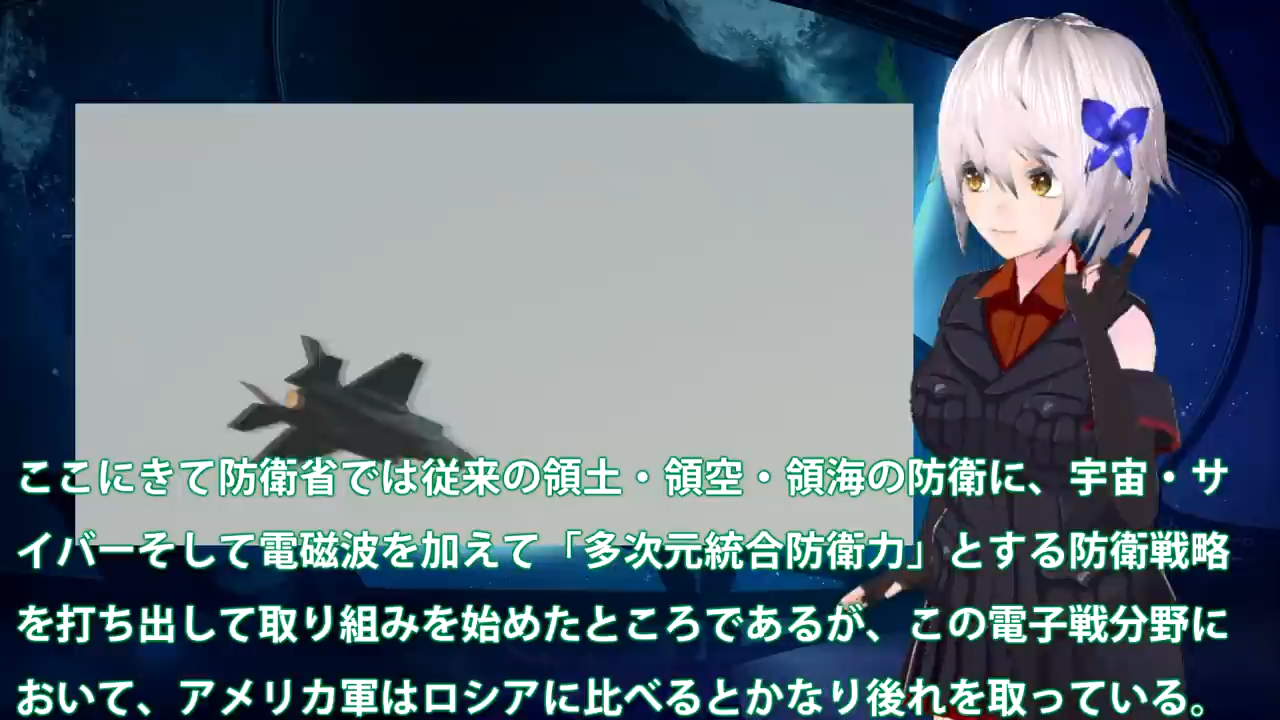 ここにきて防衛省では従来の領土・領空・領海の防衛に、宇宙・サ
イバーそして電磁波を加えて「多次元統合防衛力」とする防衛戦略
を打ち出して取り組みを始めたところであるが、この電子戦分野に
おいて、アメリカ軍はロシアに比べるとかなり後れを取っている。